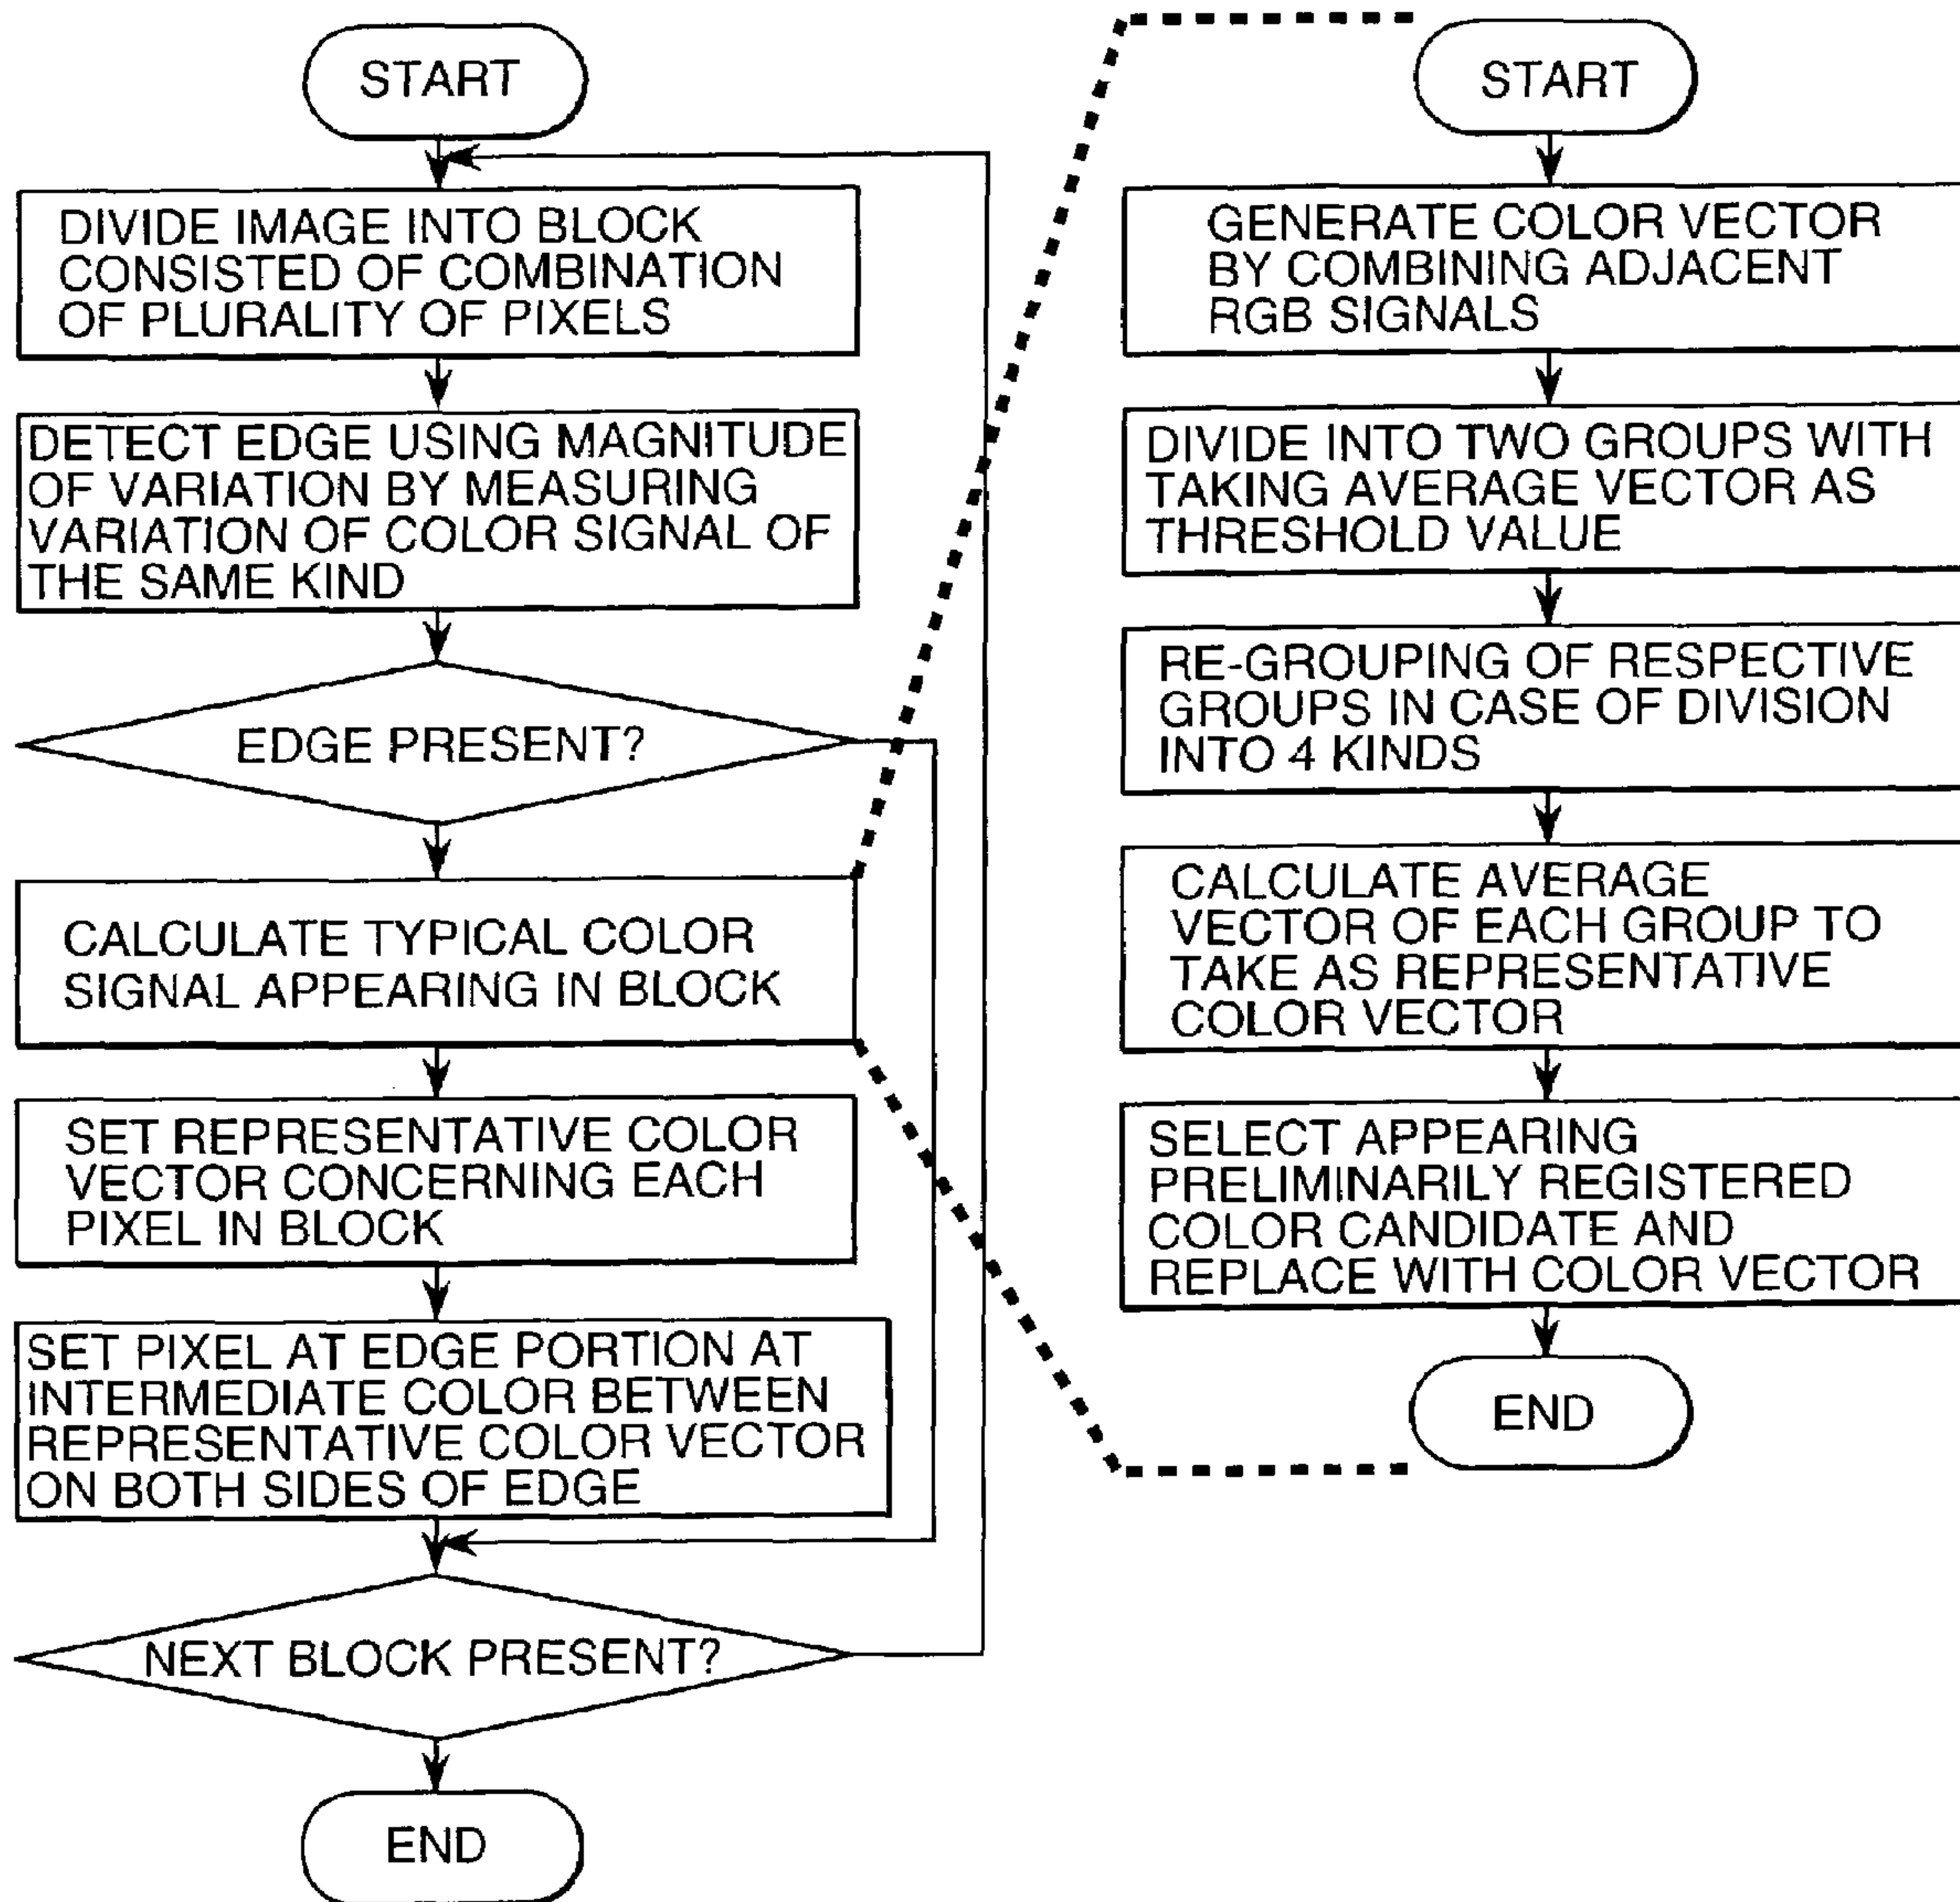 START
DIVIDE IMAGE INTO BLOCK
CONSISTED OF COMBINATION
OF PLURALITY OF PIXELS
DETECT EDGE USING MAGNITUDE
OF VARIATION BY MEASURING
VARIATION OF COLOR SIGNAL OF
THE SAME KIND
EDGE PRESENT?
CALCULATE TYPICAL COLOR
SIGNAL APPEARING IN BLOCK
SET REPRESENTATIVE COLOR
VECTOR CONCERNING EACH
PIXEL IN BLOCK
SET PIXEL AT EDGE PORTION AT
INTERMEDIATE COLOR BETWEEN
REPRESENTATIVE COLOR VECTOR
ON BOTH SIDES OF EDGE
NEXT BLOCK PRESENT?
END
START
GENERATE COLOR VECTOR
BY COMBINING ADJACENT
RGB SIGNALS
DIVIDE INTO TWO GROUPS WITH
TAKING AVERAGE VECTOR AS
THRESHOLD VALUE
RE-GROUPING OF RESPECTIVE
GROUPS IN CASE OF DIVISION
INTO 4 KINDS
CALCULATE AVERAGE
VECTOR OF EACH GROUP TO
TAKE AS REPRESENTATIVE
COLOR VECTOR
SELECT APPEARING
PRELIMINARILY REGISTERED
COLOR CANDIDATE AND
REPLACE WITH COLOR VECTOR
END